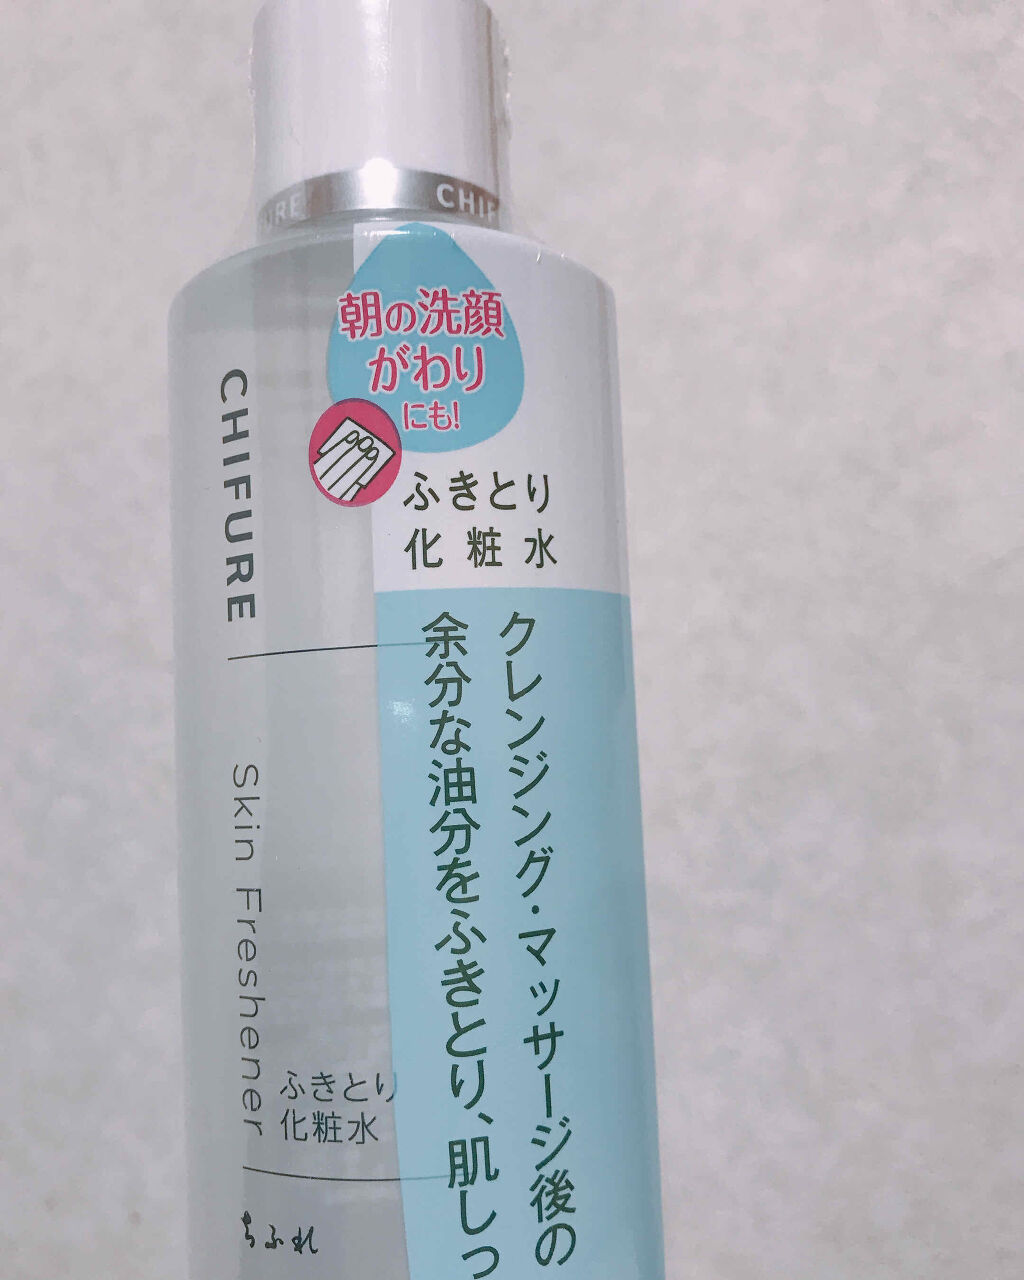 CHIF
朝の洗顔
がわり
にも!
ふきとり
化粧水
クレンジング・マッサージ後の
余分な油分をふきとり、肌しっ
CHIFURE
Skin Freshener
ふきとり
化粧水
ちふれ